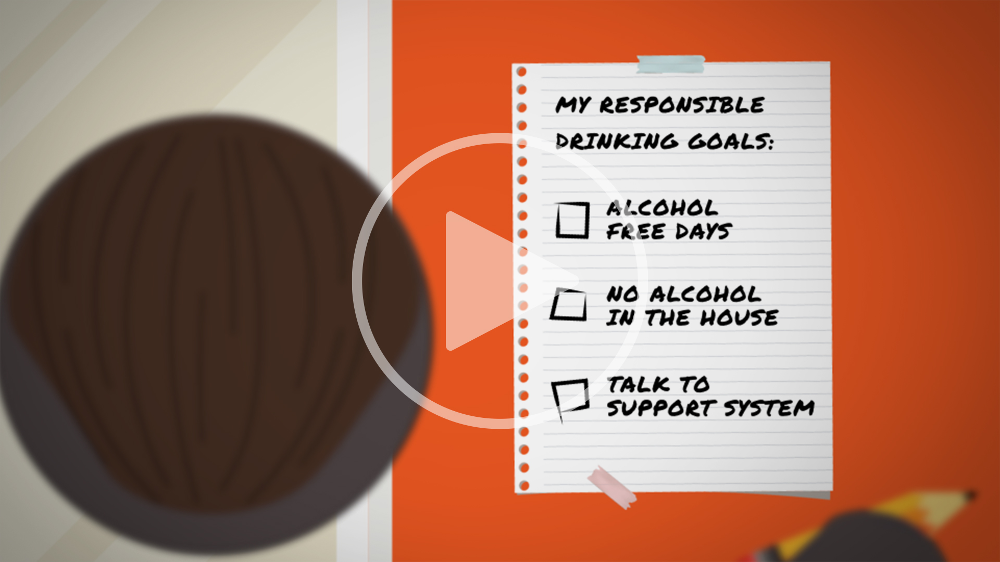 MY RESPONSIBLE
DRINKING GOALS:
ALCOHOL
FREE DAYS
NO ALCOHOL
IN THE HOUSE
TALK TO
SUPPORT SYSTEM